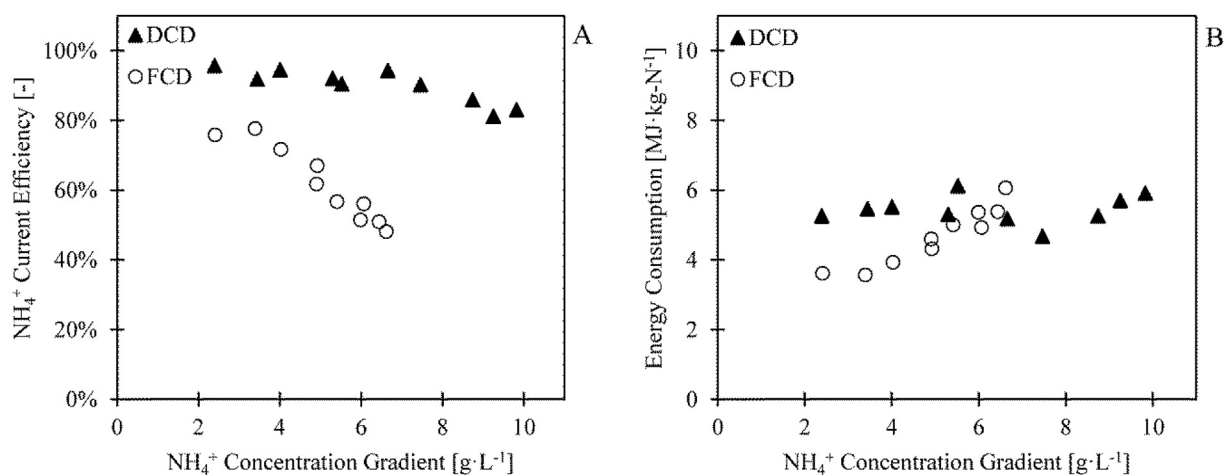 A
▲ DCD
○ FCD
100%
80%
60%
40%
20%
0%
NH₄⁺ Current Efficiency [-]
0 2 4 6 8 10
NH₄⁺ Concentration Gradient [g·L⁻¹]
B
▲ DCD
○ FCD
10
8
6
4
2
0
Energy Consumption [MJ·kg-N⁻¹]
0 2 4 6 8 10
NH₄⁺ Concentration Gradient [g·L⁻¹]